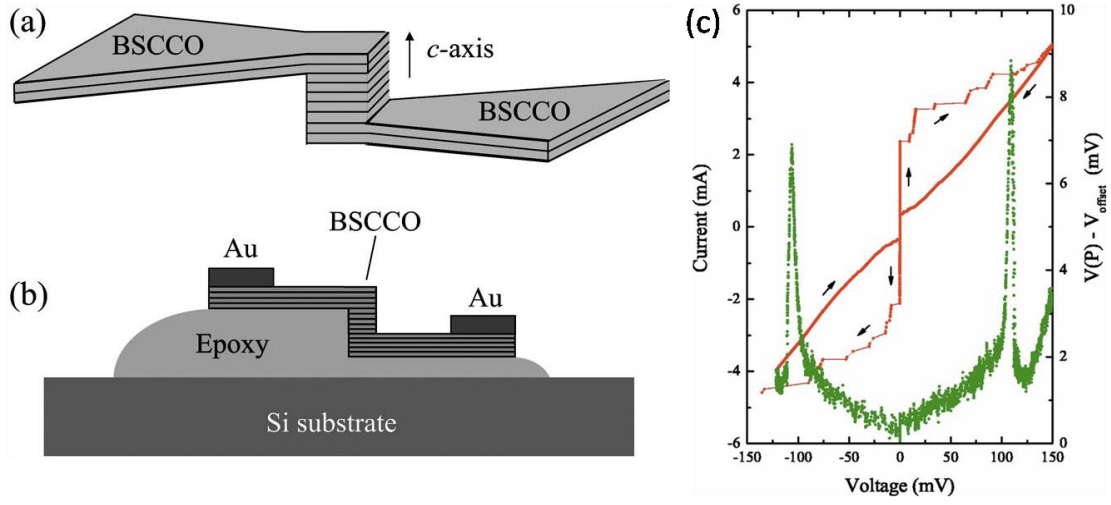 (a)
BSCCO
c-axis
BSCCO
BSCCO
Au
Au
(b)
Epoxy
Si substrate
(c)
6
4
2
0
-2
-4
-6
Current (mA)
10
8
6
4
2
0
V(P) - Voffset (mV)
-150 -100 -50 0 50 100 150
Voltage (mV)